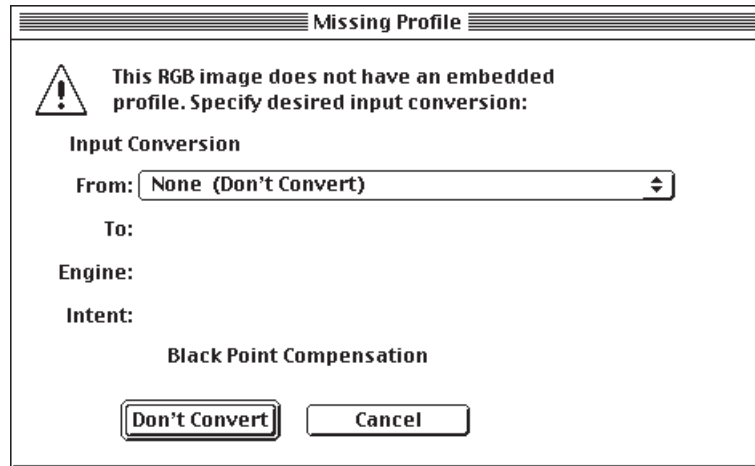 Missing Profile
This RGB image does not have an embedded
profile. Specify desired input conversion:
Input Conversion
From: None (Don't Convert)
To:
Engine:
Intent:
Black Point Compensation
Don't Convert Cancel